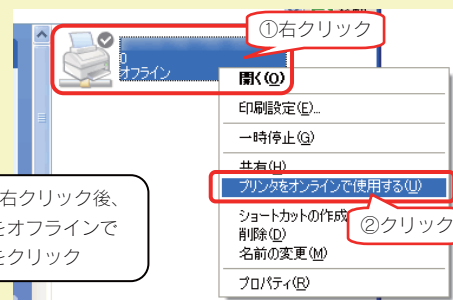 ①右クリック
0
オフライン
開く(O)
印刷設定(E)...
一時停止(G)
共有(H)
プリンタをオンラインで使用する(U)
ショートカットの作成
②クリック
削除(D)
名前の変更(M)
プロパティ(R)
右クリック後、
をオフラインで
をクリック